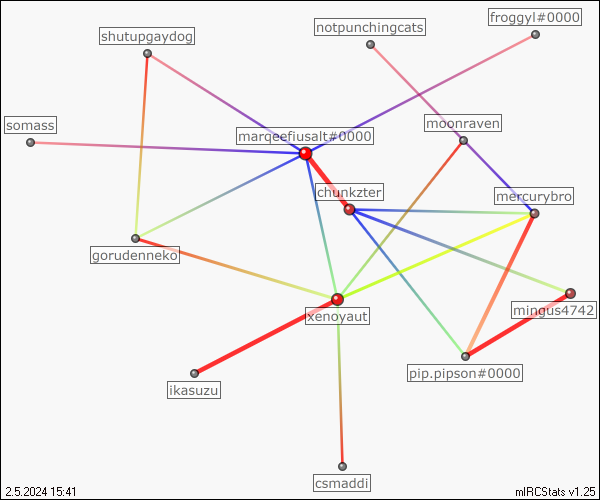 froggyl#0000
notpunchingcats
shutupgaydog
somass
moonraven
marqeefiusalt#0000
chunkzter
mercurybro
gorudenneko
mingus4742
xenoyaut
pip.pipson#0000
ikasuzu
csmaddi
2.5.2024 15:41
mIRCStats v1.25